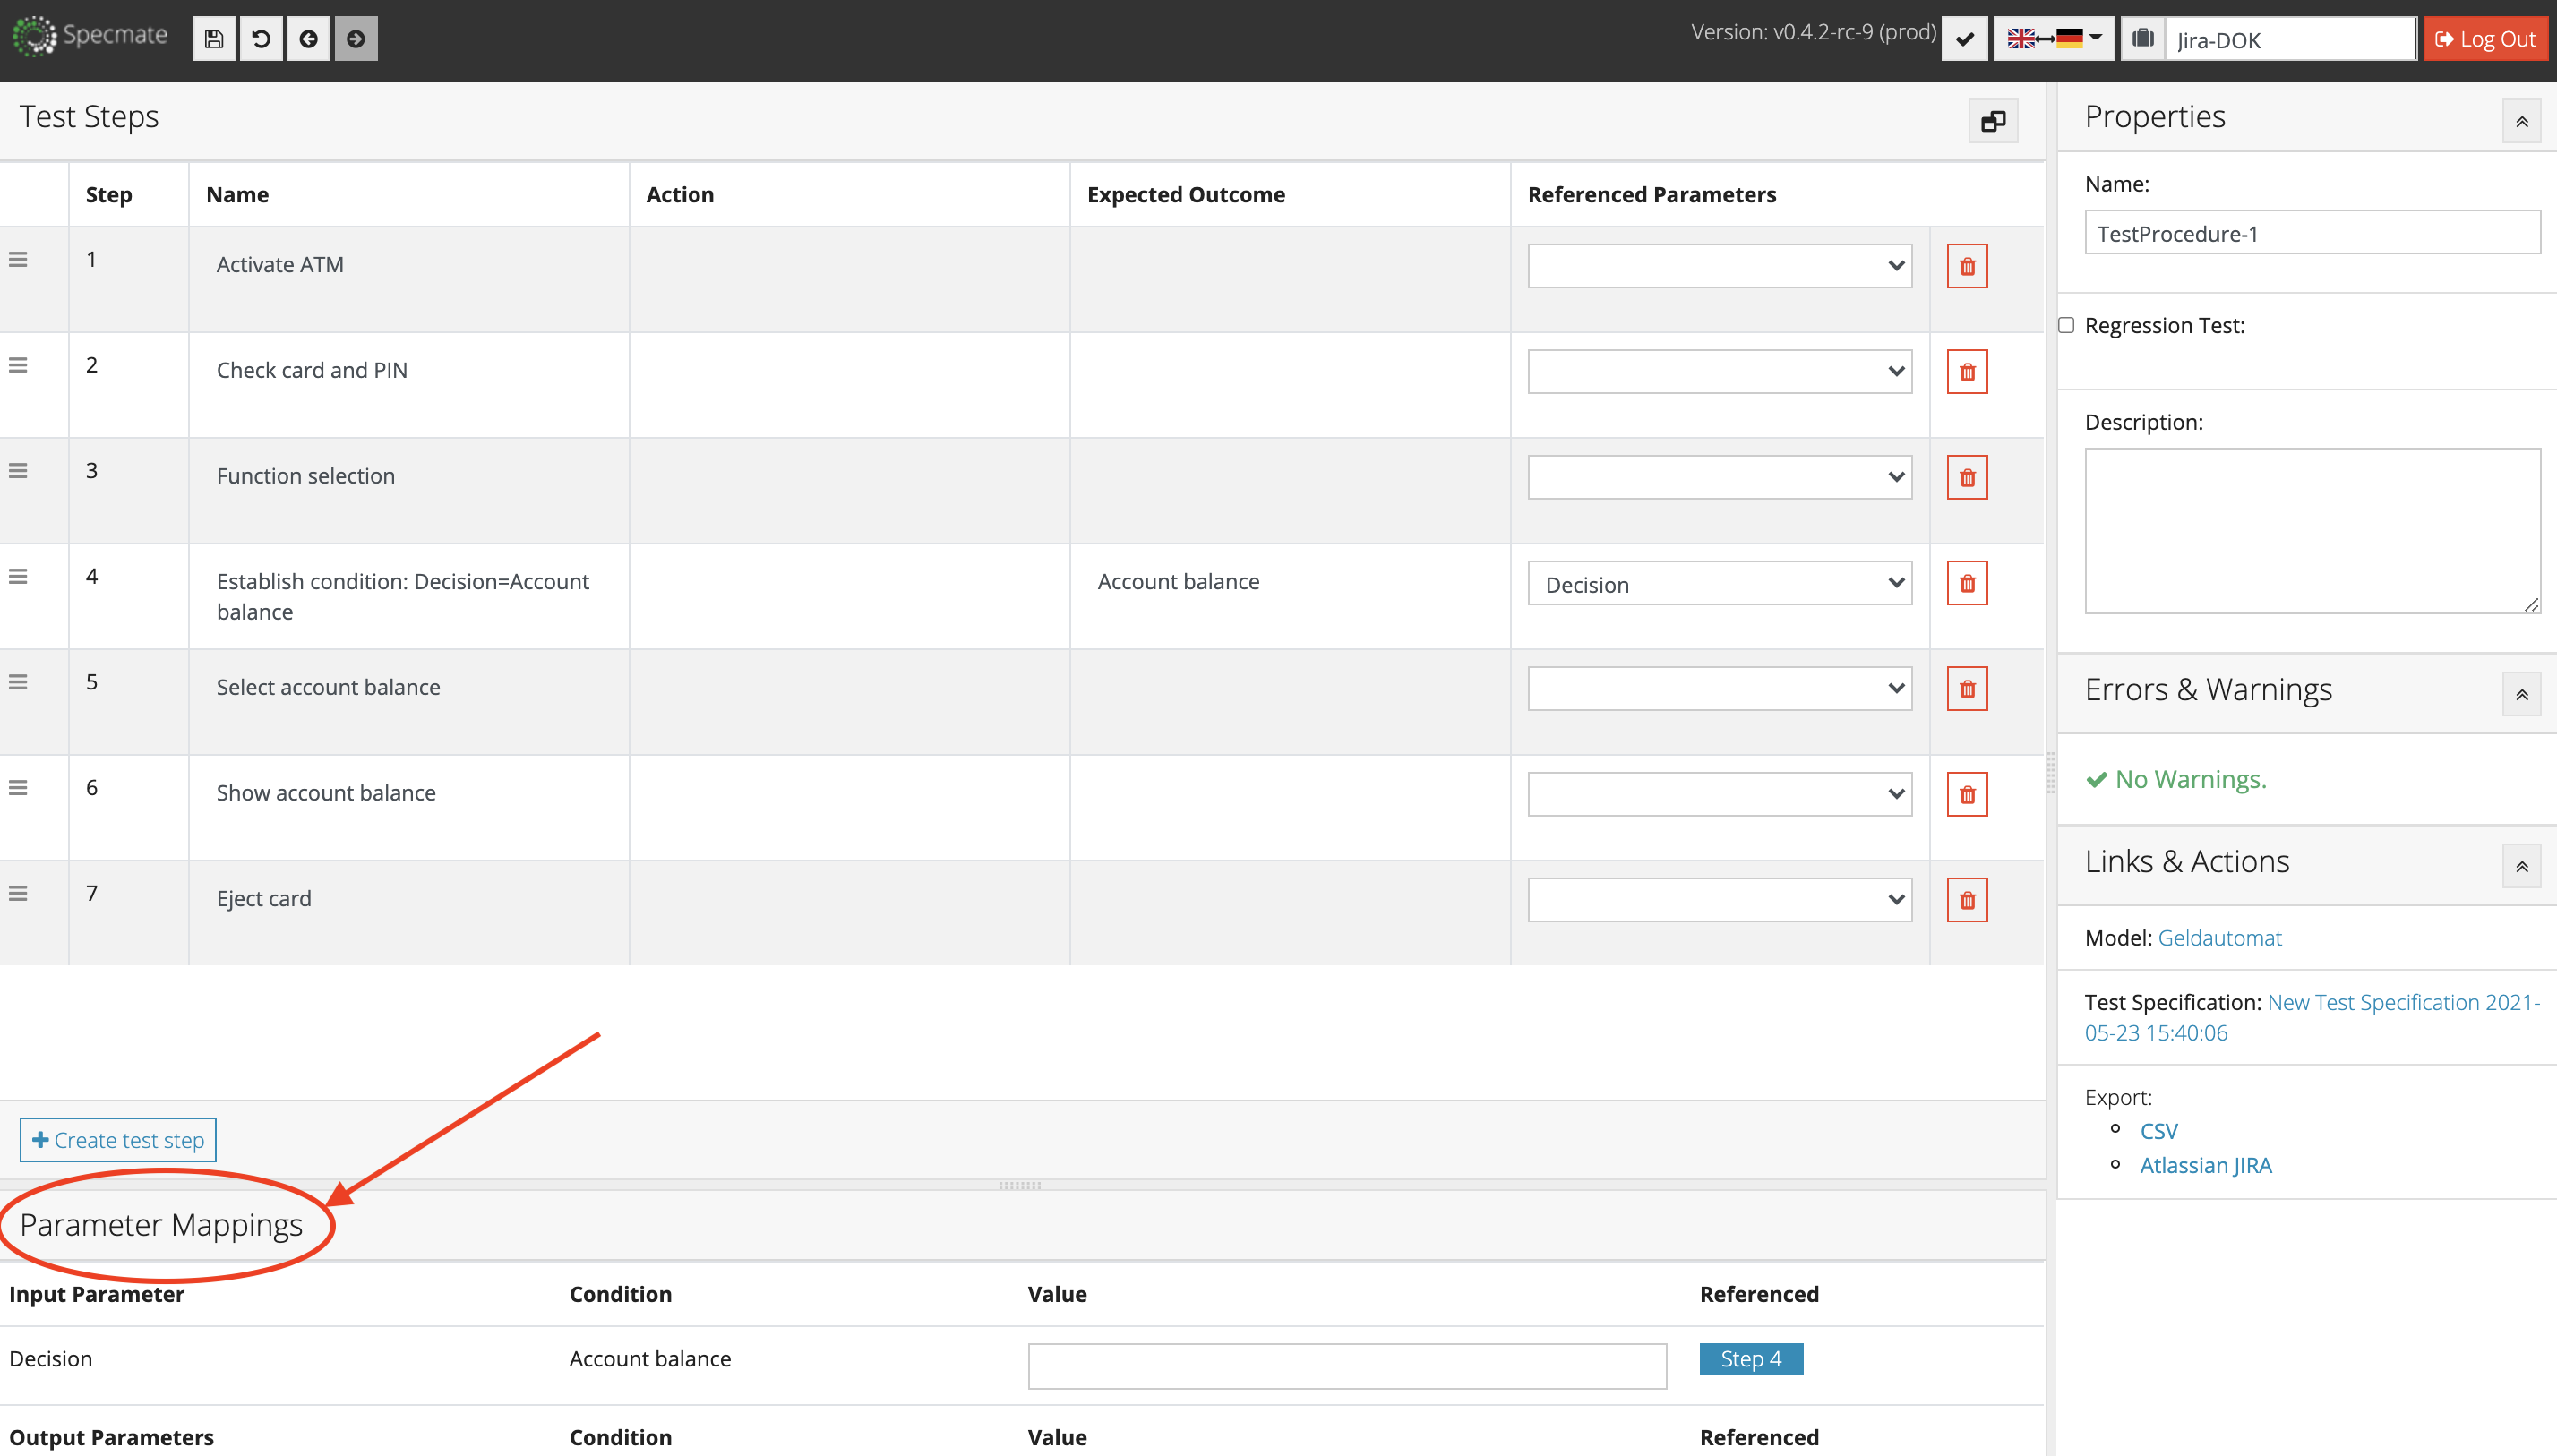 Specmate
Version: v0.4.2-rc-9 (prod)
Jira-DOK
Log Out
Test Steps
Step Name Action Expected Outcome Referenced Parameters
1 Activate ATM
2 Check card and PIN
3 Function selection
4 Establish condition: Decision=Account Account balance Decision
balance
5 Select account balance
6 Show account balance
7 Eject card
Create test step
Parameter Mappings
Input Parameter Condition Value Referenced
Decision Account balance Step 4
Output Parameters Condition Value Referenced
Properties
Name:
TestProcedure-1
Regression Test:
Description:
Errors & Warnings
No Warnings.
Links & Actions
Model: Geldautomat
Test Specification: New Test Specification 2021-
05-23 15:40:06
Export:
CSV
Atlassian JIRA